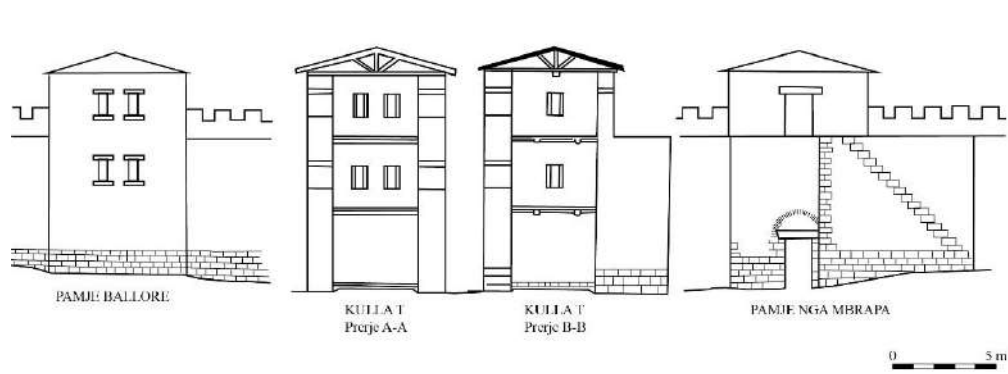 PAMJE BALLORE
KULLA T
Prerje A-A
KULLA T
Prerje B-B
PAMJE NGA MBRAPA
0 5 m